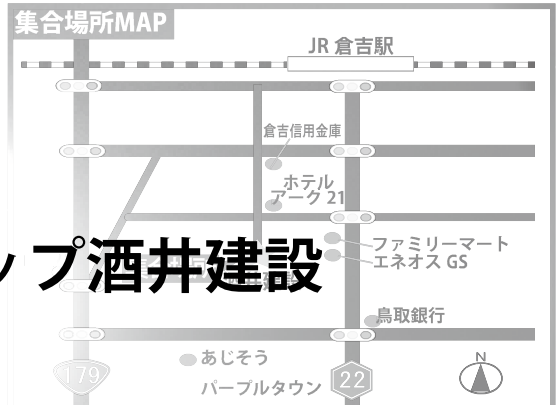 集合場所MAP
JR 倉吉駅
倉吉信用金庫
ホテル
アーク 21
ファミリーマート
エネオス GS
ップ酒井建設
鳥取銀行
あじそう
パープルタウン
179
22
N